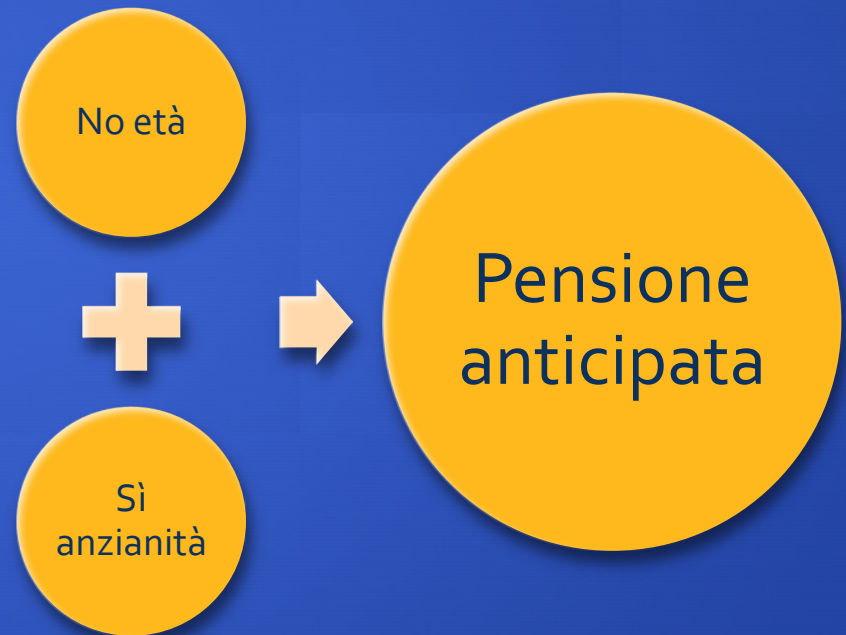 No età
Sì
anzianità
Pensione
anticipata